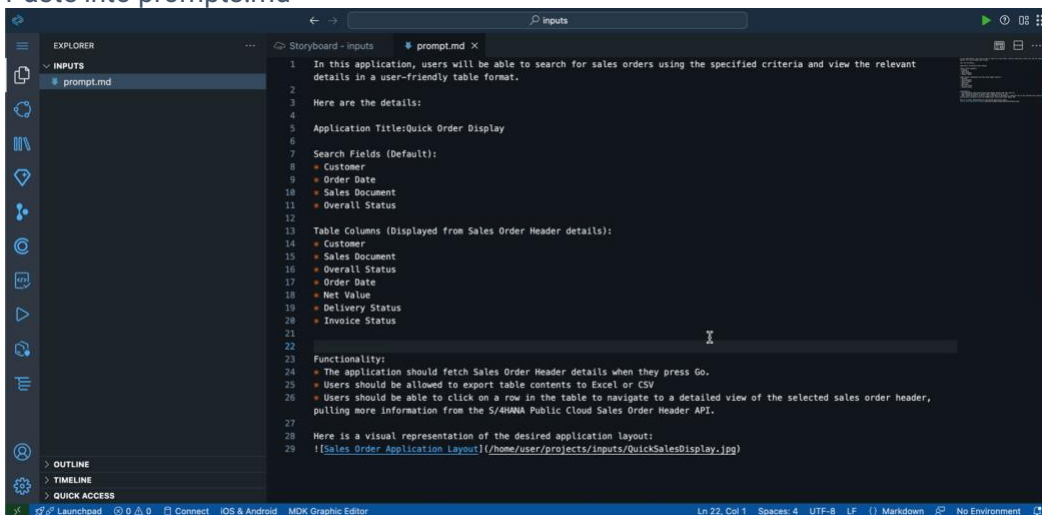 Paste into prompts.md
inputs
EXPLORER
Storyboard - inputs
prompt.md
INPUTS
prompt.md
1 In this application, users will be able to search for sales orders using the specified criteria and view the relevant
details in a user-friendly table format.
2
3 Here are the details:
4
5 Application Title:Quick Order Display
6
7 Search Fields (Default):
8 * Customer
9 * Order Date
10 * Sales Document
11 * Overall Status
12
13 Table Columns (Displayed from Sales Order Header details):
14 * Customer
15 * Sales Document
16 * Overall Status
17 * Order Date
18 * Net Value
19 * Delivery Status
20 * Invoice Status
21
22
23 Functionality:
24 * The application should fetch Sales Order Header details when they press Go.
25 * Users should be allowed to export table contents to Excel or CSV
26 * Users should be able to click on a row in the table to navigate to a detailed view of the selected sales order header,
pulling more information from the S/4HANA Public Cloud Sales Order Header API.
27
28 Here is a visual representation of the desired application layout:
29 ![Sales Order Application Layout](/home/user/projects/inputs/QuickSalesDisplay.jpg)
OUTLINE
TIMELINE
QUICK ACCESS
Launchpad 0 0 0 Connect iOS & Android MDK Graphic Editor Ln 22, Col 1 Spaces: 4 UTF-8 LF {} Markdown No Environment